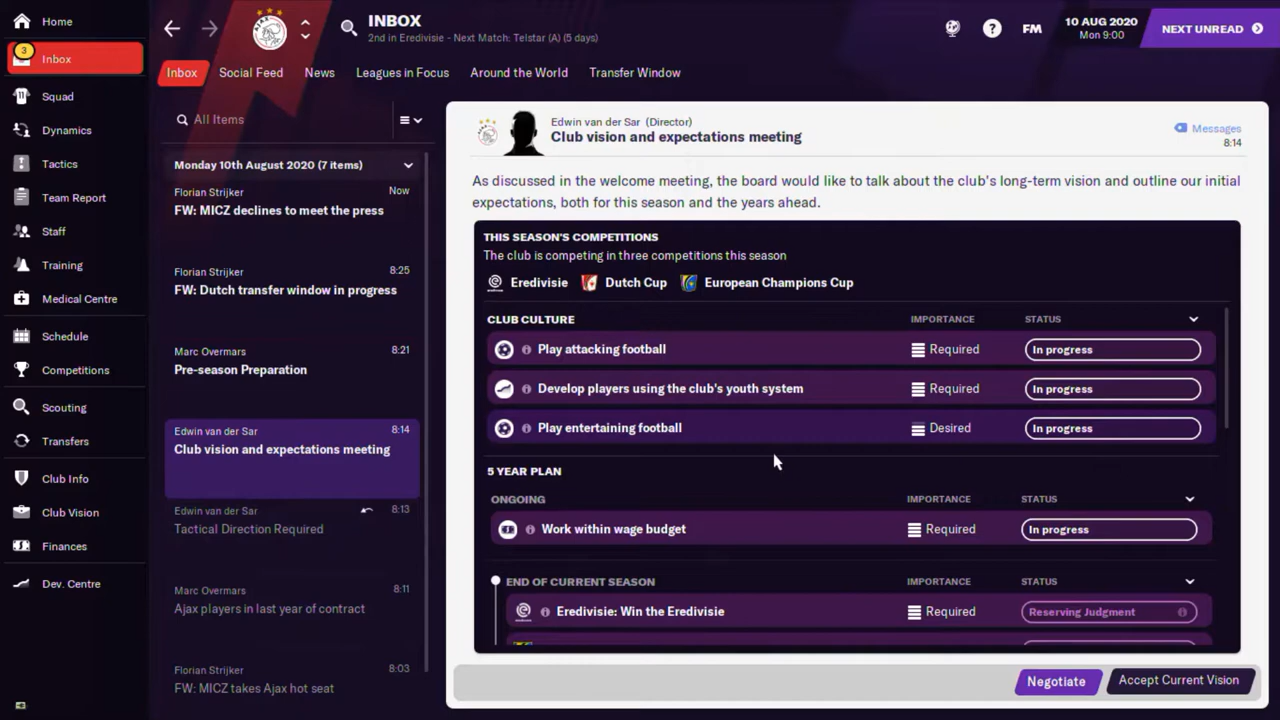 Home
INBOX
2nd in Eredivisie - Next Match: Telstar (A) (5 days)
?
FM
10 AUG 2020
Mon 9:00
NEXT UNREAD
3
Inbox
Squad
Dynamics
Tactics
Team Report
Staff
Training
Medical Centre
Schedule
Competitions
Scouting
Transfers
Club Info
Club Vision
Finances
Dev. Centre
Inbox
Social Feed
News
Leagues in Focus
Around the World
Transfer Window
All Items
Monday 10th August 2020 (7 items)
Florian Strijker
Now
FW: MICZ declines to meet the press
Florian Strijker
8:25
FW: Dutch transfer window in progress
Marc Overmars
8:21
Pre-season Preparation
Edwin van der Sar
8:14
Club vision and expectations meeting
Edwin van der Sar
8:13
Tactical Direction Required
Marc Overmars
8:11
Ajax players in last year of contract
Florian Strijker
8:03
FW: MICZ takes Ajax hot seat
Edwin van der Sar (Director)
Club vision and expectations meeting
Messages
8:14
As discussed in the welcome meeting, the board would like to talk about the club's long-term vision and outline our initial
expectations, both for this season and the years ahead.
THIS SEASON'S COMPETITIONS
The club is competing in three competitions this season
Eredivisie
Dutch Cup
European Champions Cup
CLUB CULTURE
IMPORTANCE
STATUS
Play attacking football
Required
In progress
Develop players using the club's youth system
Required
In progress
Play entertaining football
Desired
In progress
5 YEAR PLAN
ONGOING
IMPORTANCE
STATUS
Work within wage budget
Required
In progress
END OF CURRENT SEASON
IMPORTANCE
STATUS
Eredivisie: Win the Eredivisie
Required
Reserving Judgment
Negotiate
Accept Current Vision